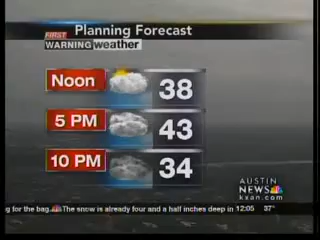 Planning Forecast
FIRST
WARNING weather
Noon 38
5 PM 43
10 PM 34
AUSTIN
NEWS
kxan.com
g for the bag. The snow is already four and a half inches deep in 12:05 37°